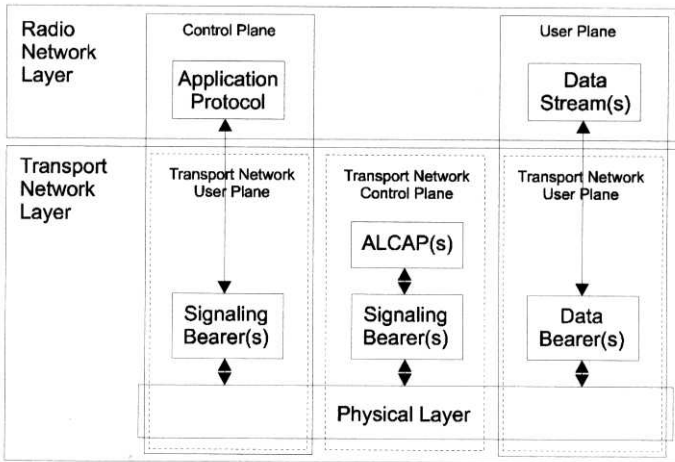 Radio
Network
Layer
Control Plane
User Plane
Application
Protocol
Data
Stream(s)
Transport
Network
Layer
Transport Network
User Plane
Transport Network
Control Plane
Transport Network
User Plane
ALCAP(s)
Signaling
Bearer(s)
Signaling
Bearer(s)
Data
Bearer(s)
Physical Layer